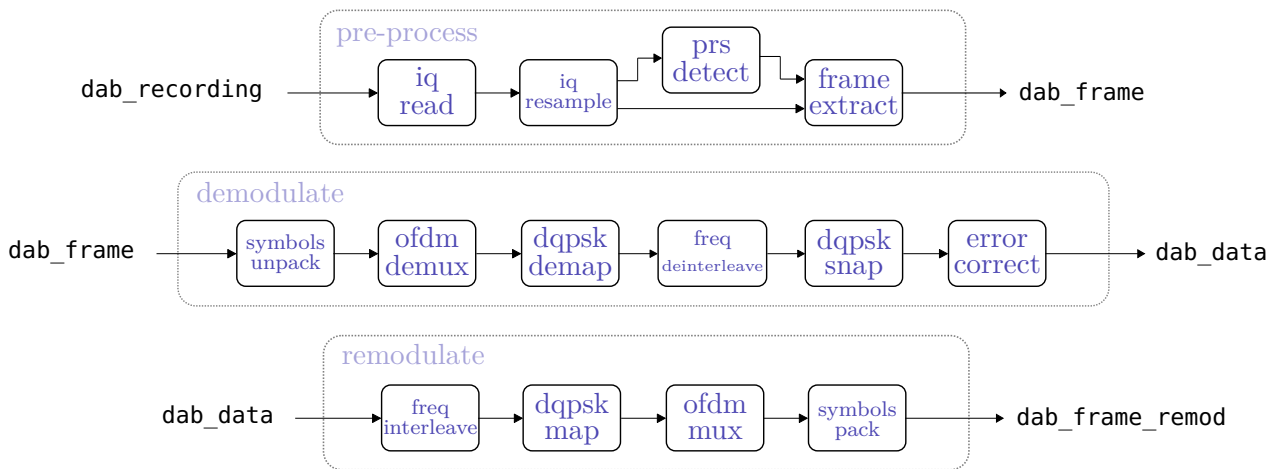 pre-process
dab_recording
iq
read
iq
resample
prs
detect
frame
extract
dab_frame
demodulate
dab_frame
symbols
unpack
ofdm
demux
dqpsk
demap
freq
deinterleave
dqpsk
snap
error
correct
dab_data
remodulate
dab_data
freq
interleave
dqpsk
map
ofdm
mux
symbols
pack
dab_frame_remod